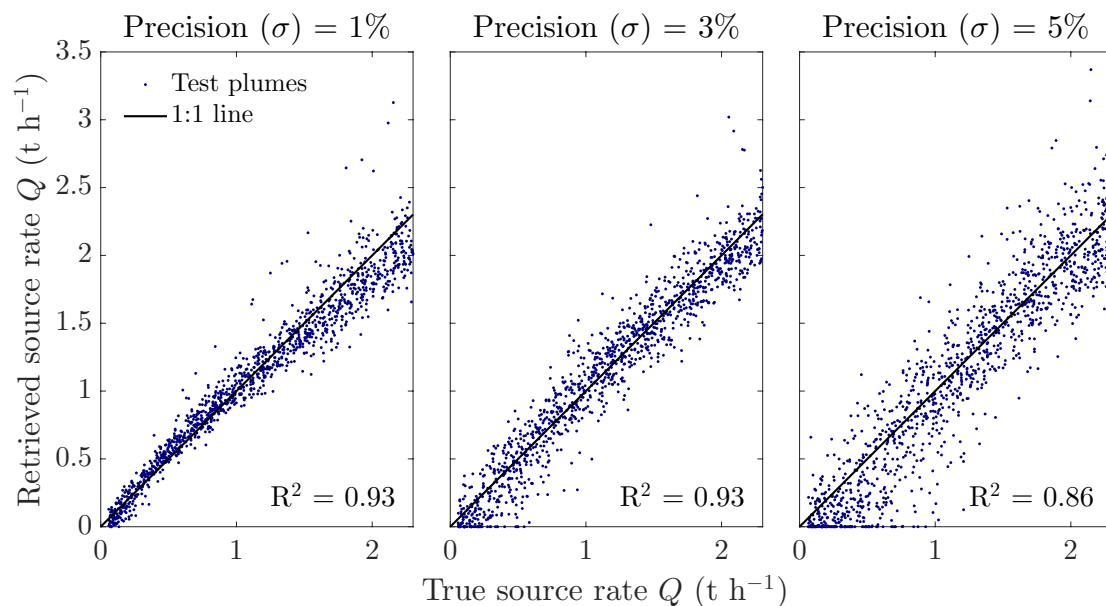 Precision (σ) = 1%
Precision (σ) = 3%
Precision (σ) = 5%
Retrieved source rate Q (t h⁻¹)
3.5
3
2.5
2
1.5
1
0.5
0
Test plumes
1:1 line
R² = 0.93
R² = 0.93
R² = 0.86
0 1 2
0 1 2
0 1 2
True source rate Q (t h⁻¹)